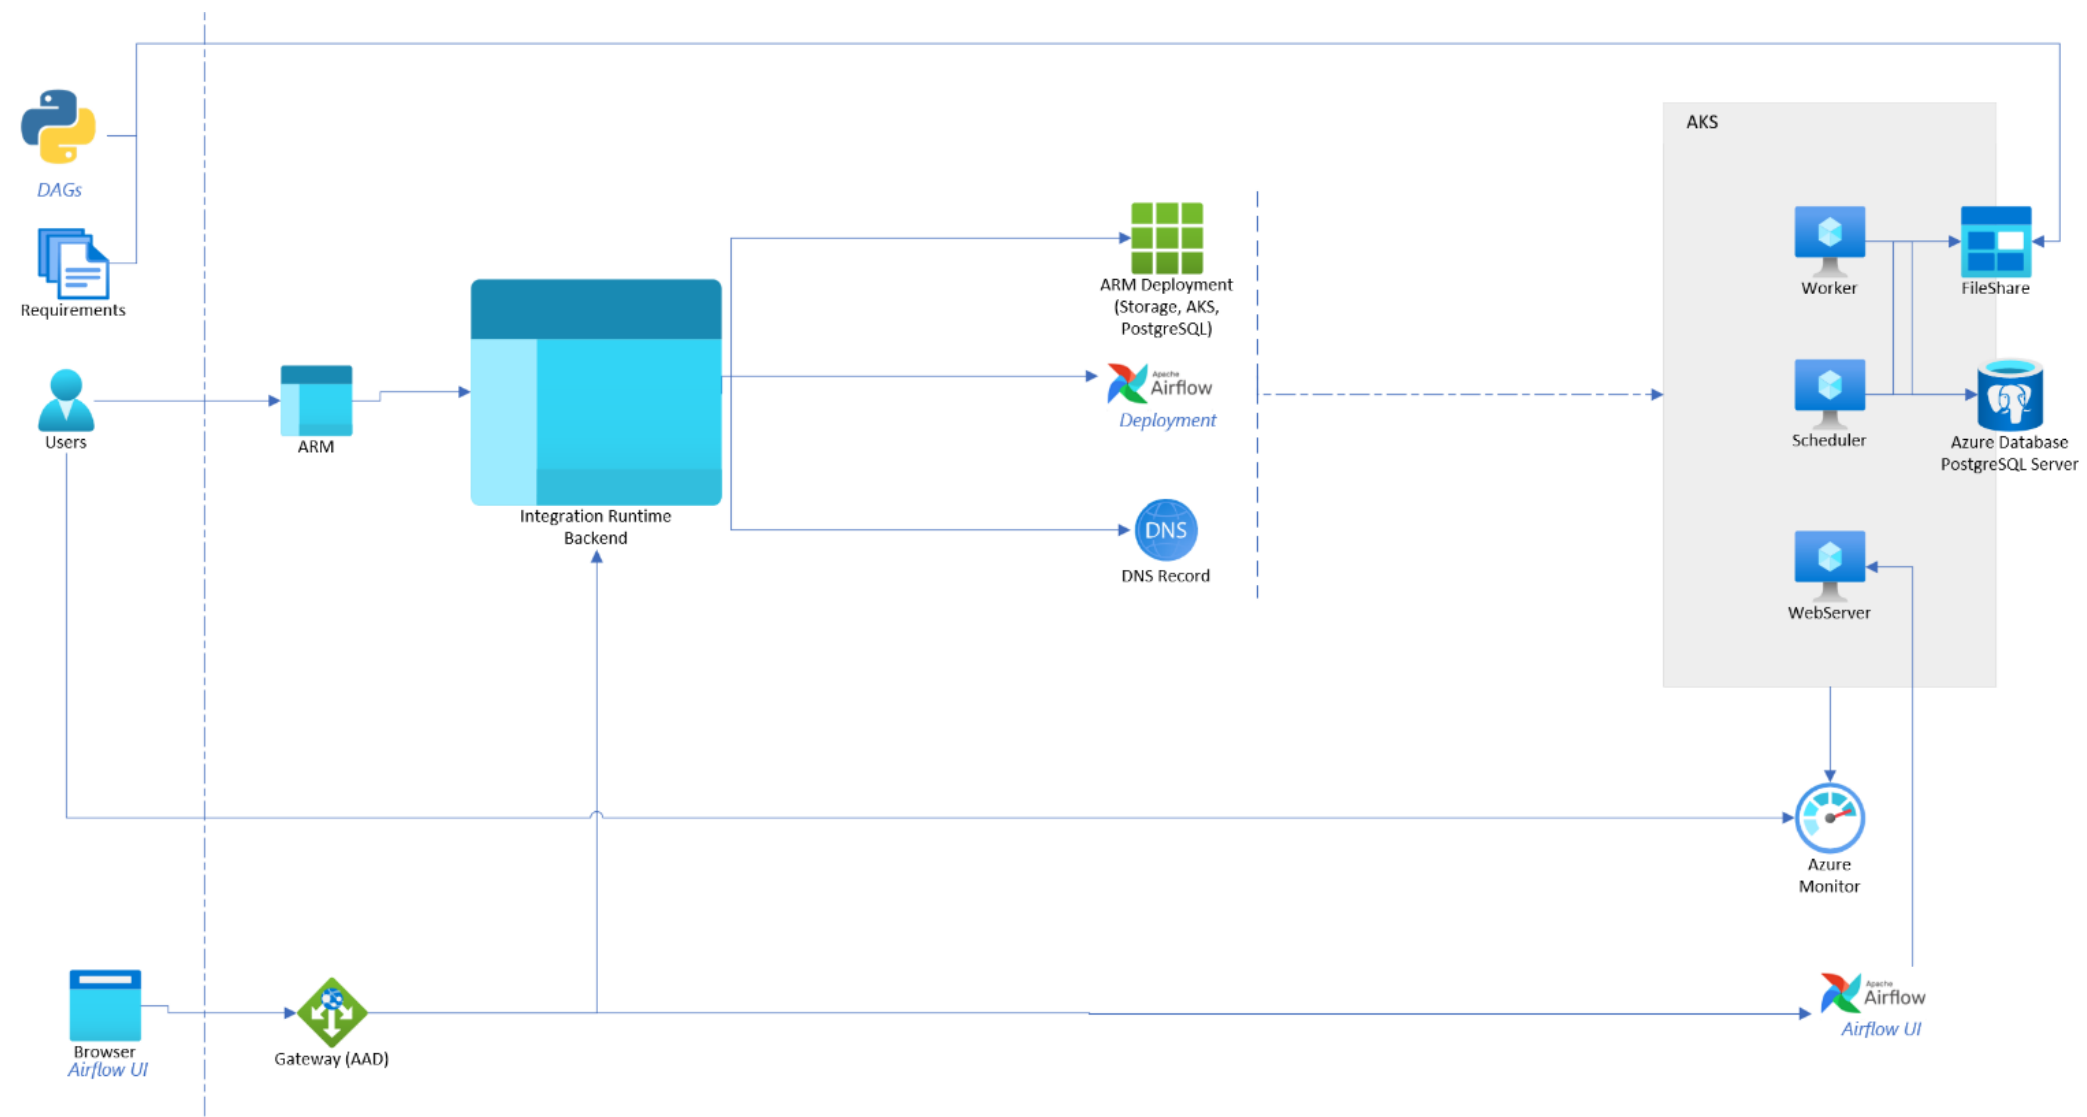 AKS
DAGs
Requirements
Worker
FileShare
ARM Deployment
(Storage, AKS,
PostgreSQL)
Apache
Airflow
Deployment
Users
ARM
Scheduler
Azure Database
PostgreSQL Server
Integration Runtime
Backend
DNS
DNS Record
WebServer
Azure
Monitor
Browser
Airflow UI
Gateway (AAD)
Apache
Airflow
Airflow UI